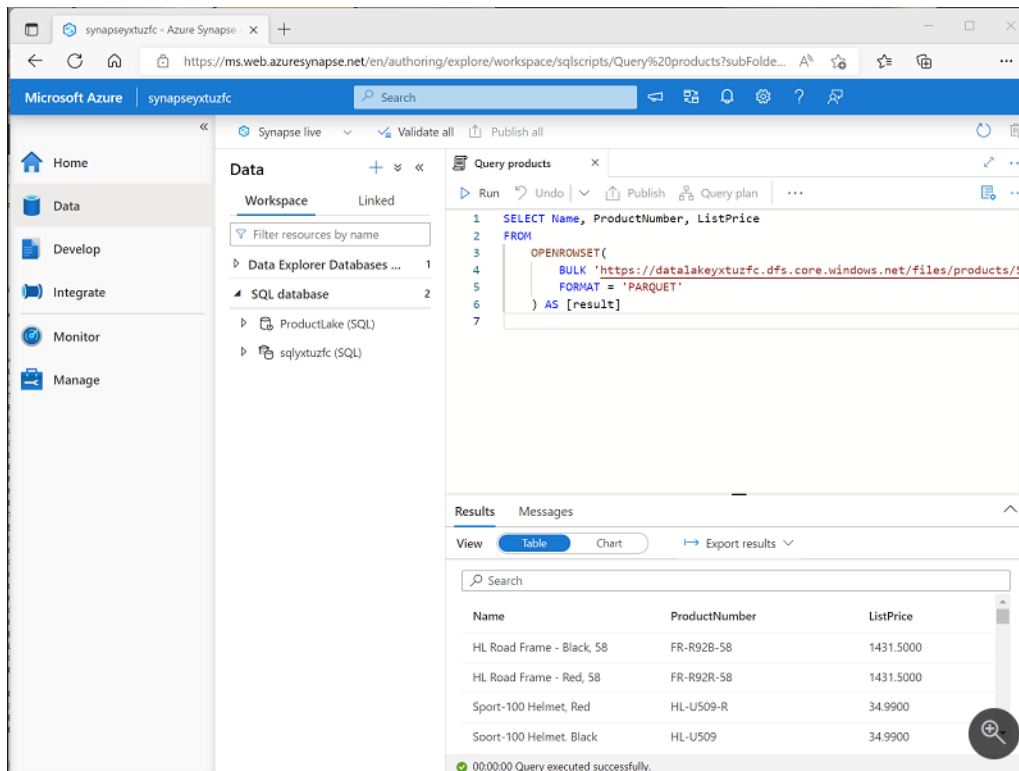 synapseyxtuzfc - Azure Synapse
https://ms.web.azuresynapse.net/en/authoring/explore/workspace/sqlscripts/Query%20products?subFolde...
Microsoft Azure synapseyxtuzfc Search
Synapse live Validate all Publish all
Home
Data
Develop
Integrate
Monitor
Manage
Data
Workspace Linked
Filter resources by name
Data Explorer Databases ... 1
SQL database 2
ProductLake (SQL)
sqlyxtuzfc (SQL)
Query products
Run Undo Publish Query plan ...
1 SELECT Name, ProductNumber, ListPrice
2 FROM
3 OPENROWSET(
4 BULK 'https://datalakeyxtuzfc.dfs.core.windows.net/files/products/
5 FORMAT = 'PARQUET'
6 ) AS [result]
7
Results Messages
View Table Chart Export results
Search
Name ProductNumber ListPrice
HL Road Frame - Black, 58 FR-R92B-58 1431.5000
HL Road Frame - Red, 58 FR-R92R-58 1431.5000
Sport-100 Helmet, Red HL-U509-R 34.9900
Sport-100 Helmet. Black HL-U509 34.9900
00:00:00 Query executed successfully.